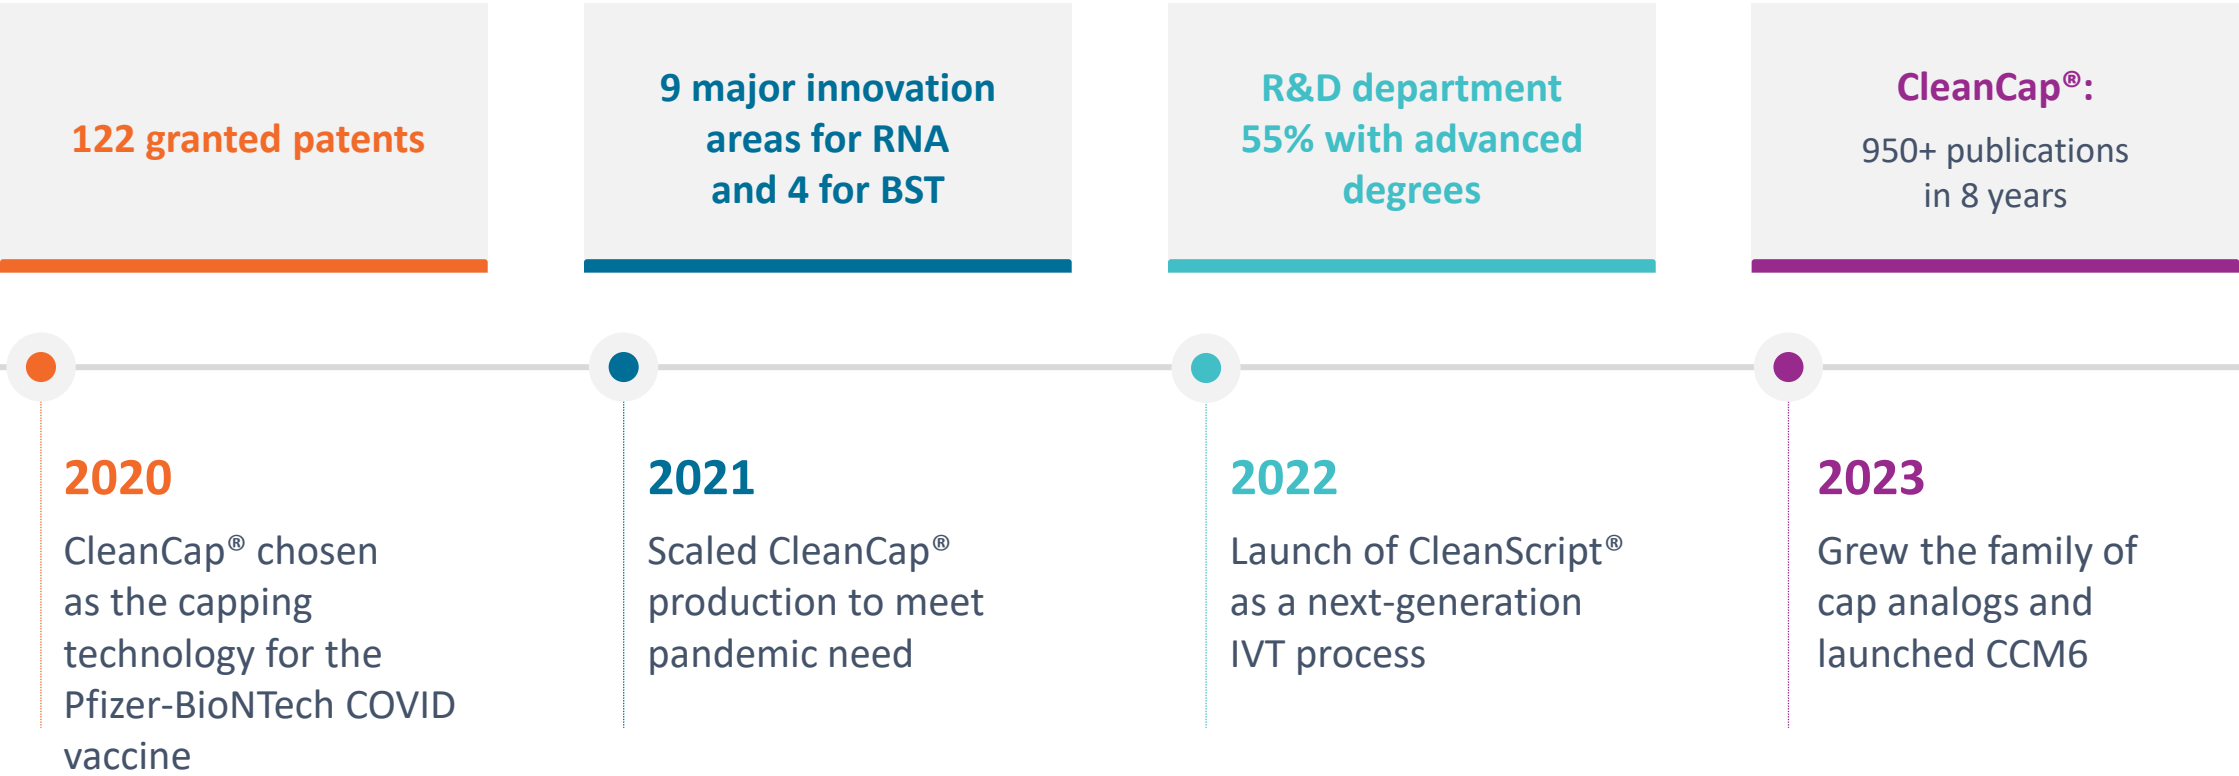 122 granted patents
9 major innovation
areas for RNA
and 4 for BST
R&D department
55% with advanced
degrees
CleanCap®:
950+ publications
in 8 years
2020
CleanCap® chosen
as the capping
technology for the
Pfizer-BioNTech COVID
vaccine
2021
Scaled CleanCap®
production to meet
pandemic need
2022
Launch of CleanScript®
as a next-generation
IVT process
2023
Grew the family of
cap analogs and
launched CCM6